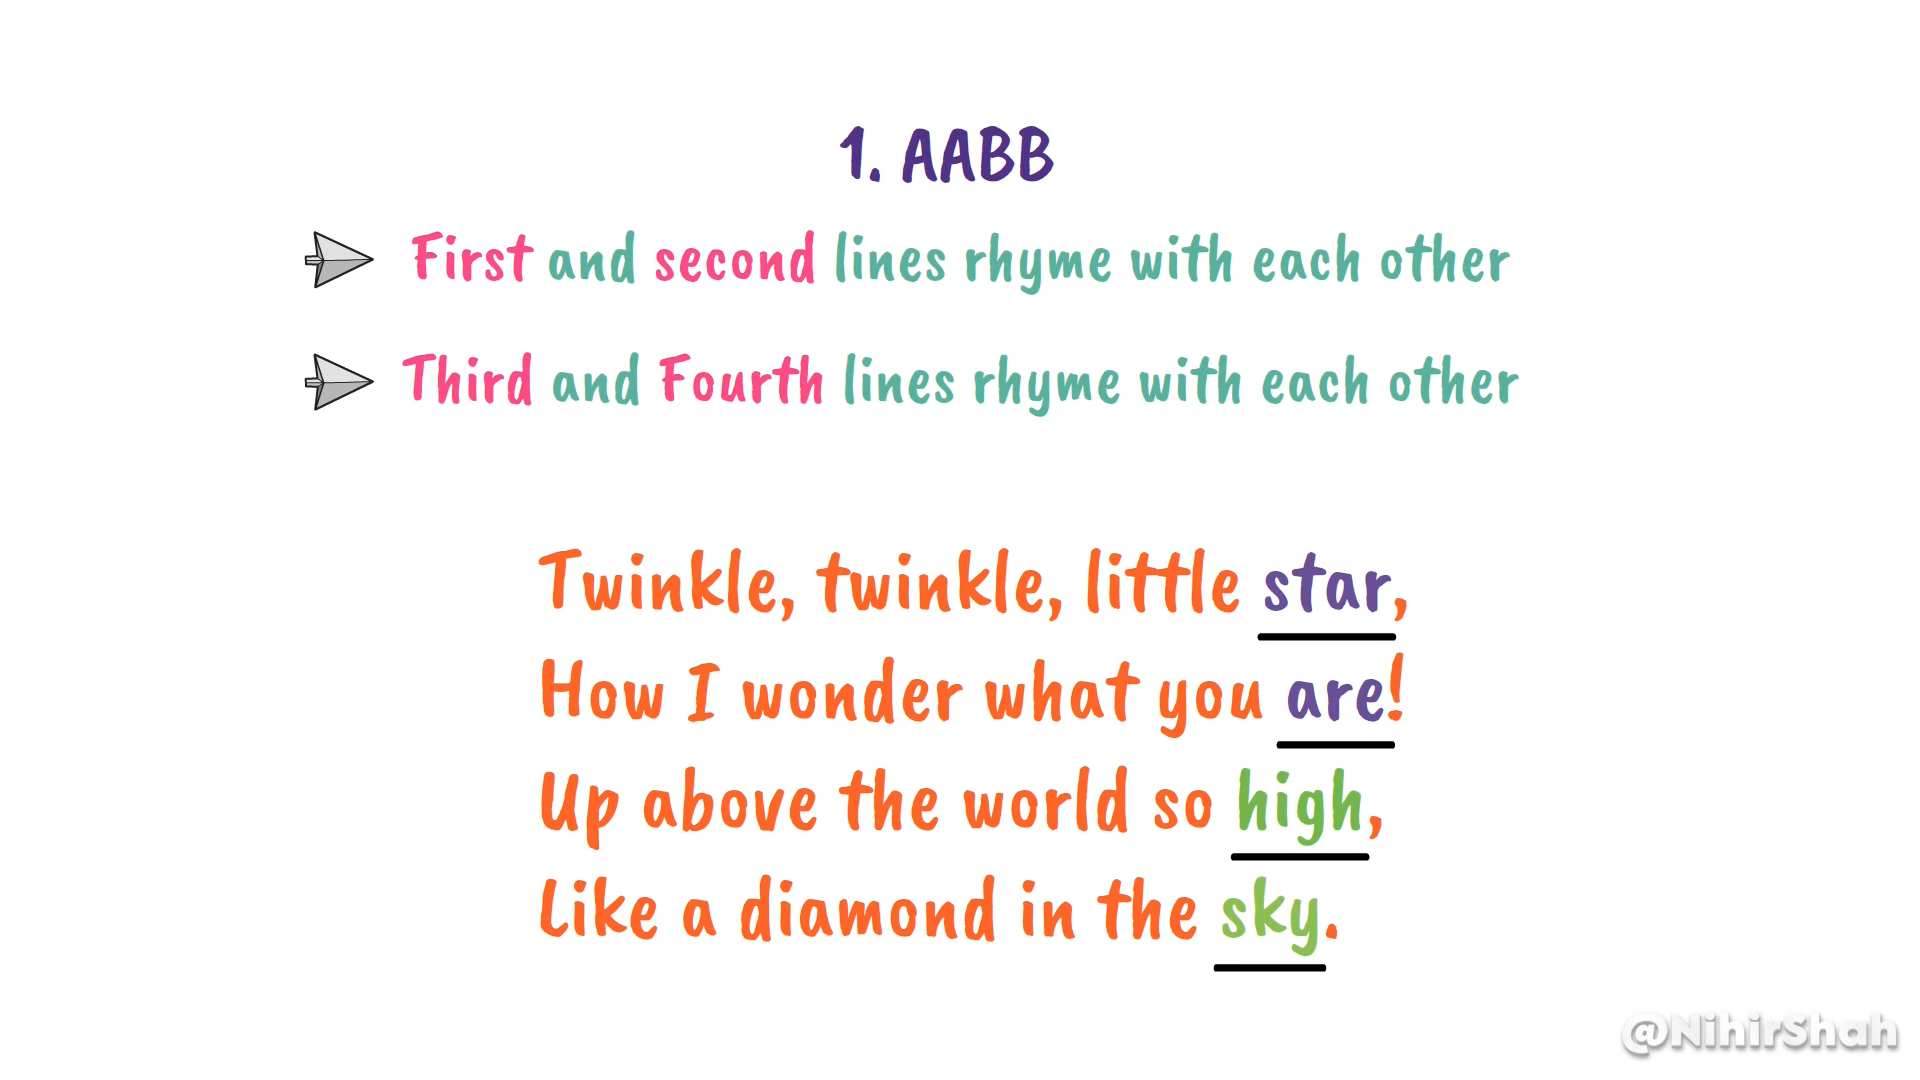 1. AABB
First and second lines rhyme with each other
Third and Fourth lines rhyme with each other
Twinkle, twinkle, little star,
How I wonder what you are!
Up above the world so high,
Like a diamond in the sky.
@NihirShah